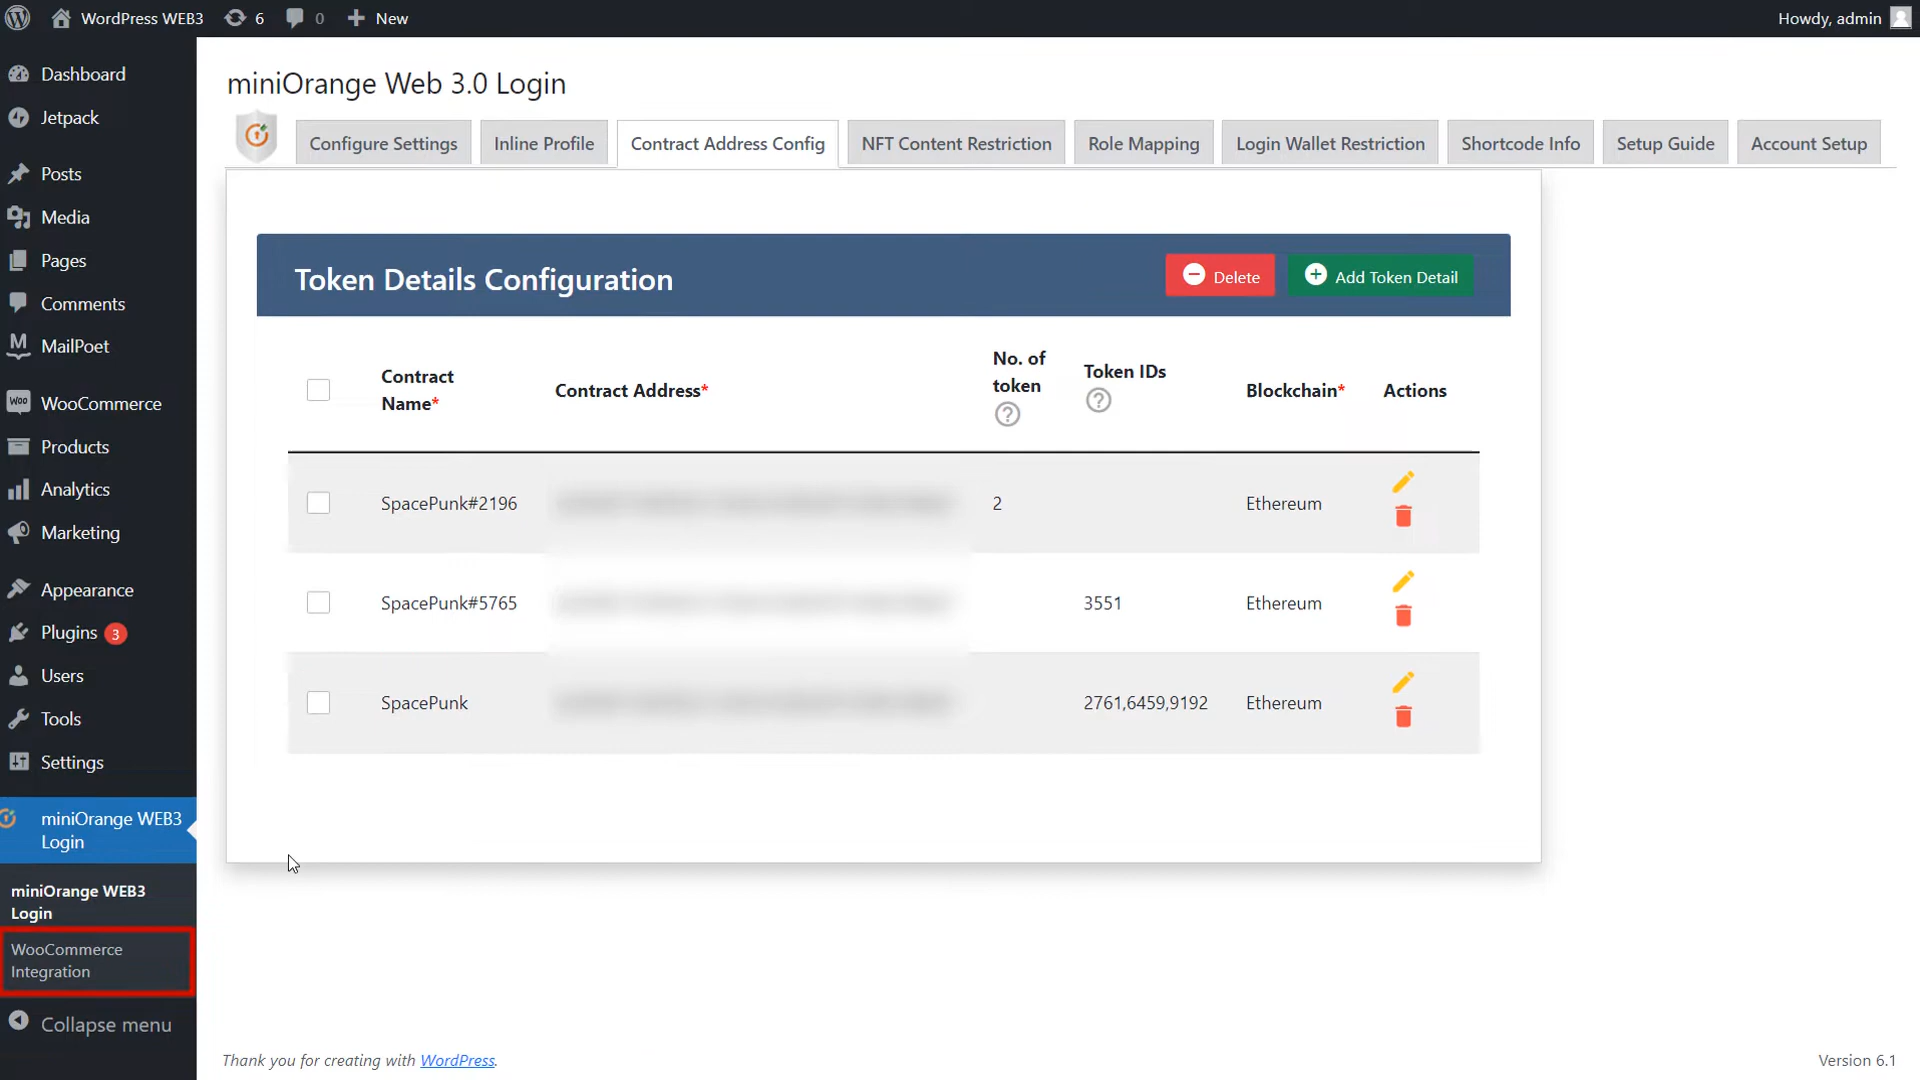 WordPress WEB3 6 0 New Howdy, admin
Dashboard
Jetpack
Posts
Media
Pages
Comments
MailPoet
WooCommerce
Products
Analytics
Marketing
Appearance
Plugins 3
Users
Tools
Settings
miniOrange WEB3
Login
miniOrange WEB3
Login
WooCommerce
Integration
Collapse menu
miniOrange Web 3.0 Login
Configure Settings Inline Profile Contract Address Config NFT Content Restriction Role Mapping Login Wallet Restriction Shortcode Info Setup Guide Account Setup
Token Details Configuration Delete Add Token Detail
Contract
Name*
Contract Address*
No. of
token
?
Token IDs
?
Blockchain*
Actions
SpacePunk#2196 2 Ethereum
SpacePunk#5765 3551 Ethereum
SpacePunk 2761,6459,9192 Ethereum
Thank you for creating with WordPress. Version 6.1